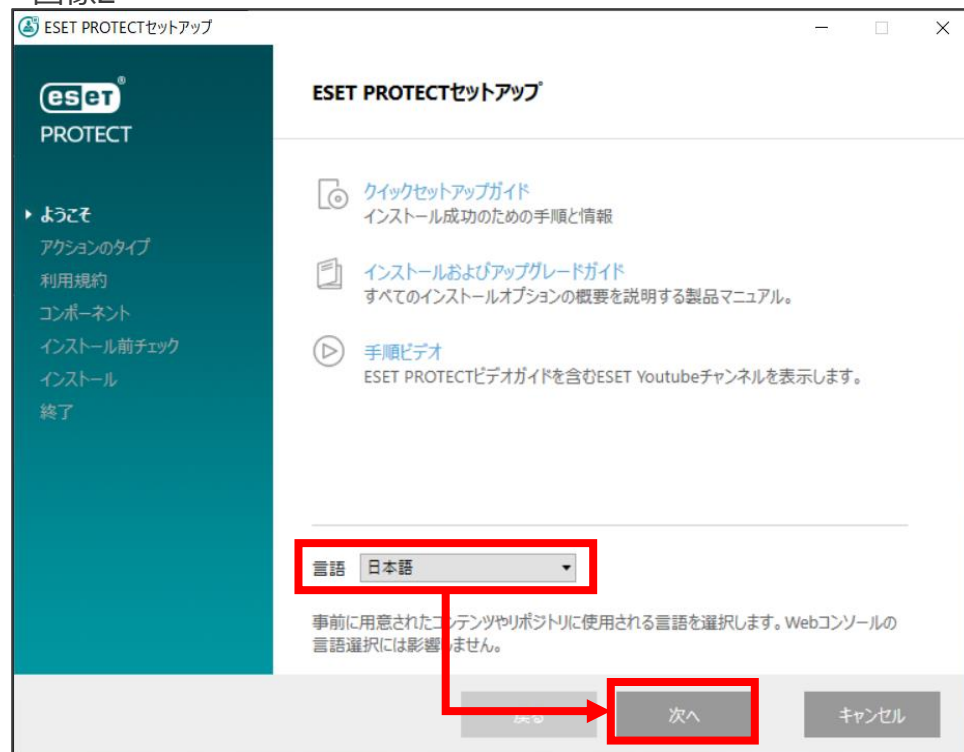 ESET PROTECTセットアップ
eseT®
PROTECT
ESET PROTECTセットアップ
ようこそ
アクションのタイプ
利用規約
コンポーネント
インストール前チェック
インストール
終了
クイックセットアップガイド
インストール成功のための手順と情報
インストールおよびアップグレードガイド
すべてのインストールオプションの概要を説明する製品マニュアル。
手順ビデオ
ESET PROTECTビデオガイドを含むESET Youtubeチャンネルを表示します。
言語 日本語
事前に用意されたコンテンツやリポジトリに使用される言語を選択します。Webコンソールの
言語選択には影響しません。
次へ
キャンセル